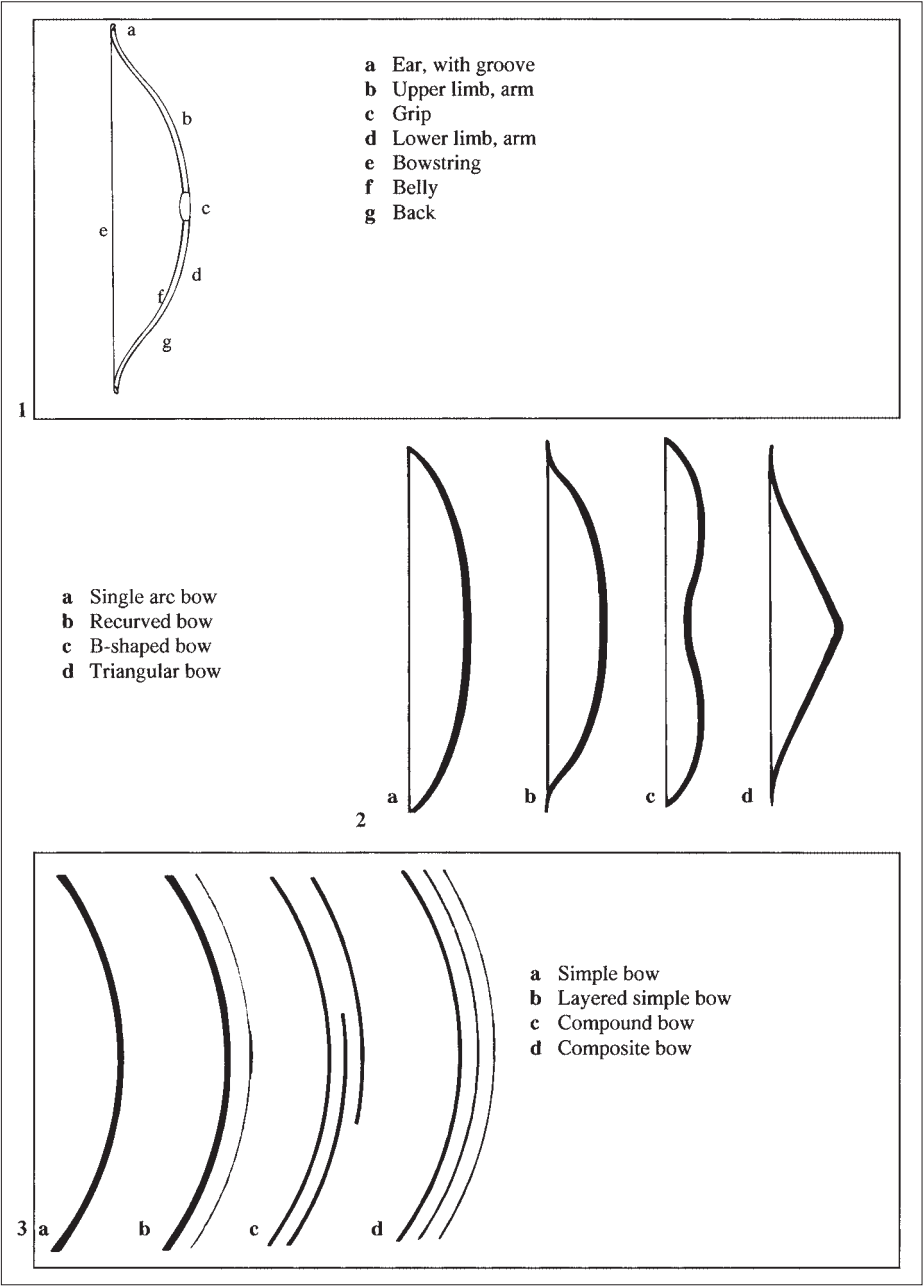 a
b
c
d
e
f
g
a Ear, with groove
b Upper limb, arm
c Grip
d Lower limb, arm
e Bowstring
f Belly
g Back
1
a Single arc bow
b Recurved bow
c B-shaped bow
d Triangular bow
a
b
c
d
2
a Simple bow
b Layered simple bow
c Compound bow
d Composite bow
3 a
b
c
d